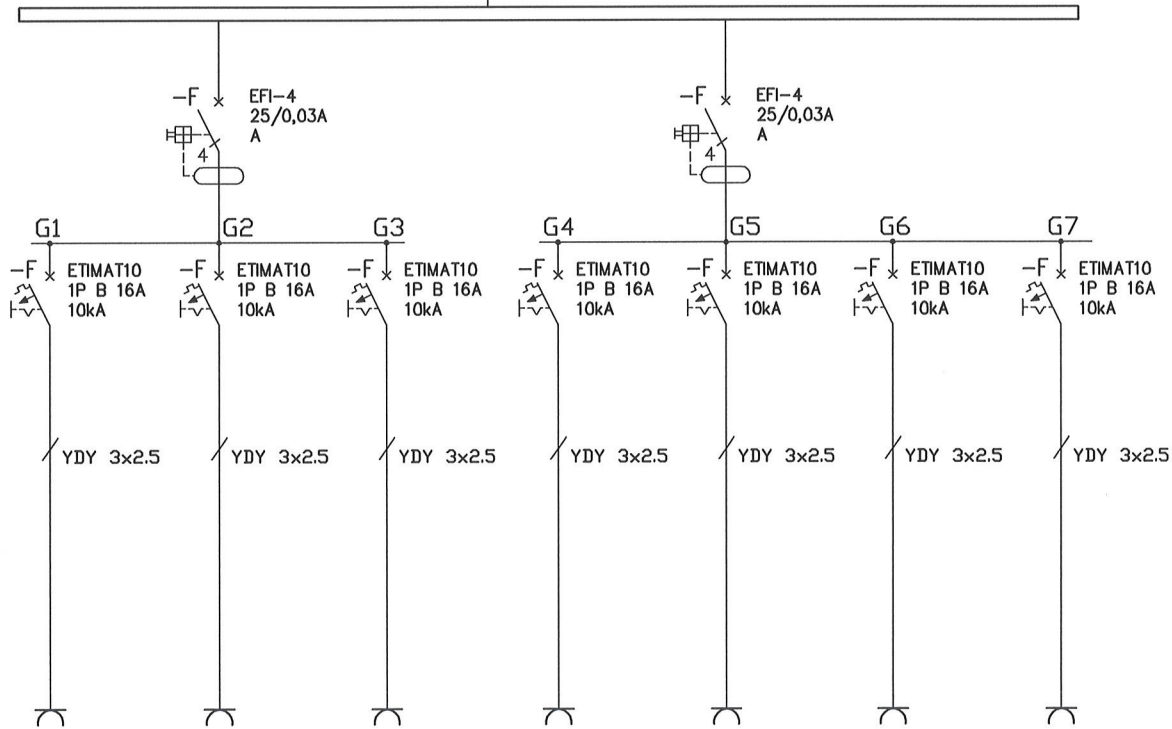 -F EFI-4
25/0,03A
A
4
-F EFI-4
25/0,03A
A
4
G1 G2 G3 G4 G5 G6 G7
-F ETIMAT10
1P B 16A
10kA
-F ETIMAT10
1P B 16A
10kA
-F ETIMAT10
1P B 16A
10kA
-F ETIMAT10
1P B 16A
10kA
-F ETIMAT10
1P B 16A
10kA
-F ETIMAT10
1P B 16A
10kA
-F ETIMAT10
1P B 16A
10kA
YDY 3x2.5
YDY 3x2.5
YDY 3x2.5
YDY 3x2.5
YDY 3x2.5
YDY 3x2.5
YDY 3x2.5